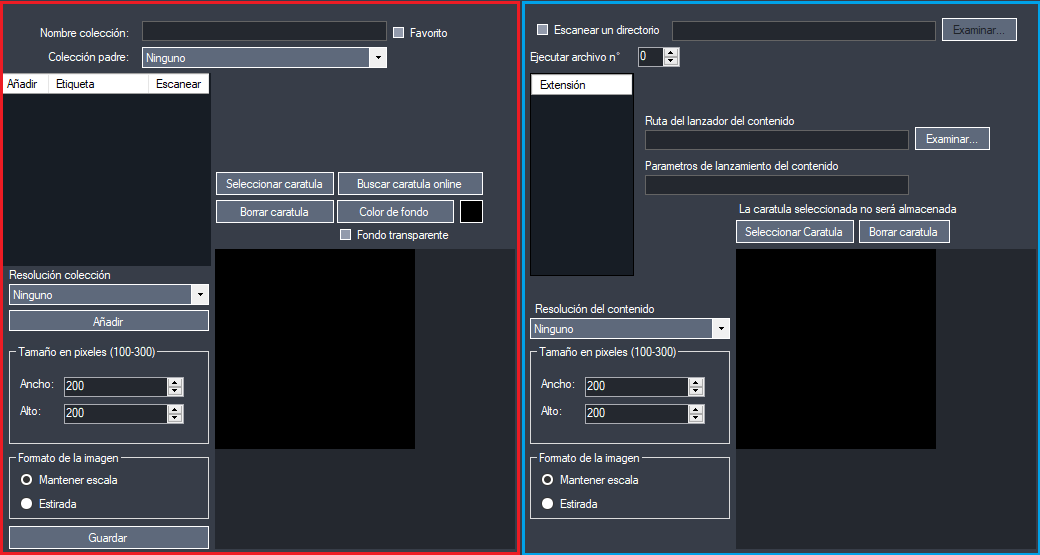 Nombre colección:
Favorito
Colección padre:
Ninguno
Añadir Etiqueta Escanear
Seleccionar caratula
Buscar caratula online
Borrar caratula
Color de fondo
Fondo transparente
Resolución colección
Ninguno
Añadir
Tamaño en pixeles (100-300)
Ancho: 200
Alto: 200
Formato de la imagen
Mantener escala
Estirada
Guardar
Escanear un directorio
Examinar...
Ejecutar archivo n° 0
Extensión
Ruta del lanzador del contenido
Examinar...
Parametros de lanzamiento del contenido
La caratula seleccionada no será almacenada
Seleccionar Caratula
Borrar caratula
Resolución del contenido
Ninguno
Tamaño en pixeles (100-300)
Ancho: 200
Alto: 200
Formato de la imagen
Mantener escala
Estirada